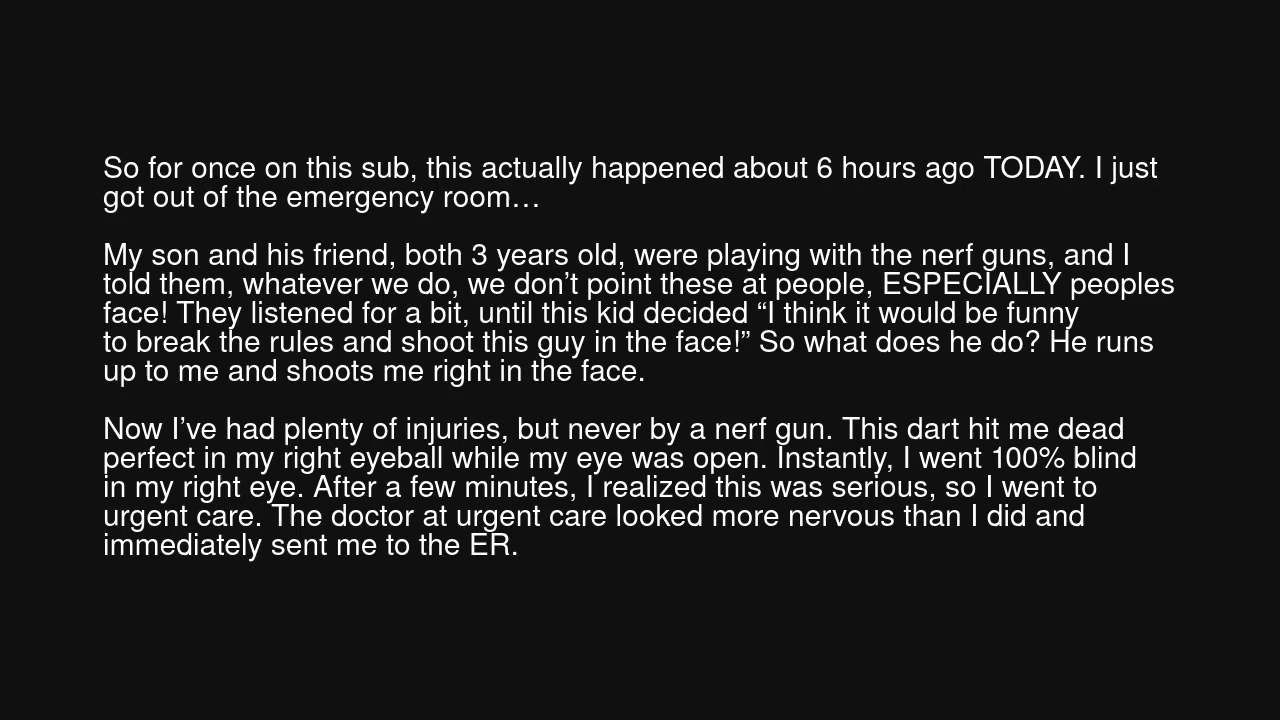 So for once on this sub, this actually happened about 6 hours ago TODAY. I just
got out of the emergency room…
My son and his friend, both 3 years old, were playing with the nerf guns, and I
told them, whatever we do, we don’t point these at people, ESPECIALLY peoples
face! They listened for a bit, until this kid decided “I think it would be funny
to break the rules and shoot this guy in the face!” So what does he do? He runs
up to me and shoots me right in the face.
Now I’ve had plenty of injuries, but never by a nerf gun. This dart hit me dead
perfect in my right eyeball while my eye was open. Instantly, I went 100% blind
in my right eye. After a few minutes, I realized this was serious, so I went to
urgent care. The doctor at urgent care looked more nervous than I did and
immediately sent me to the ER.